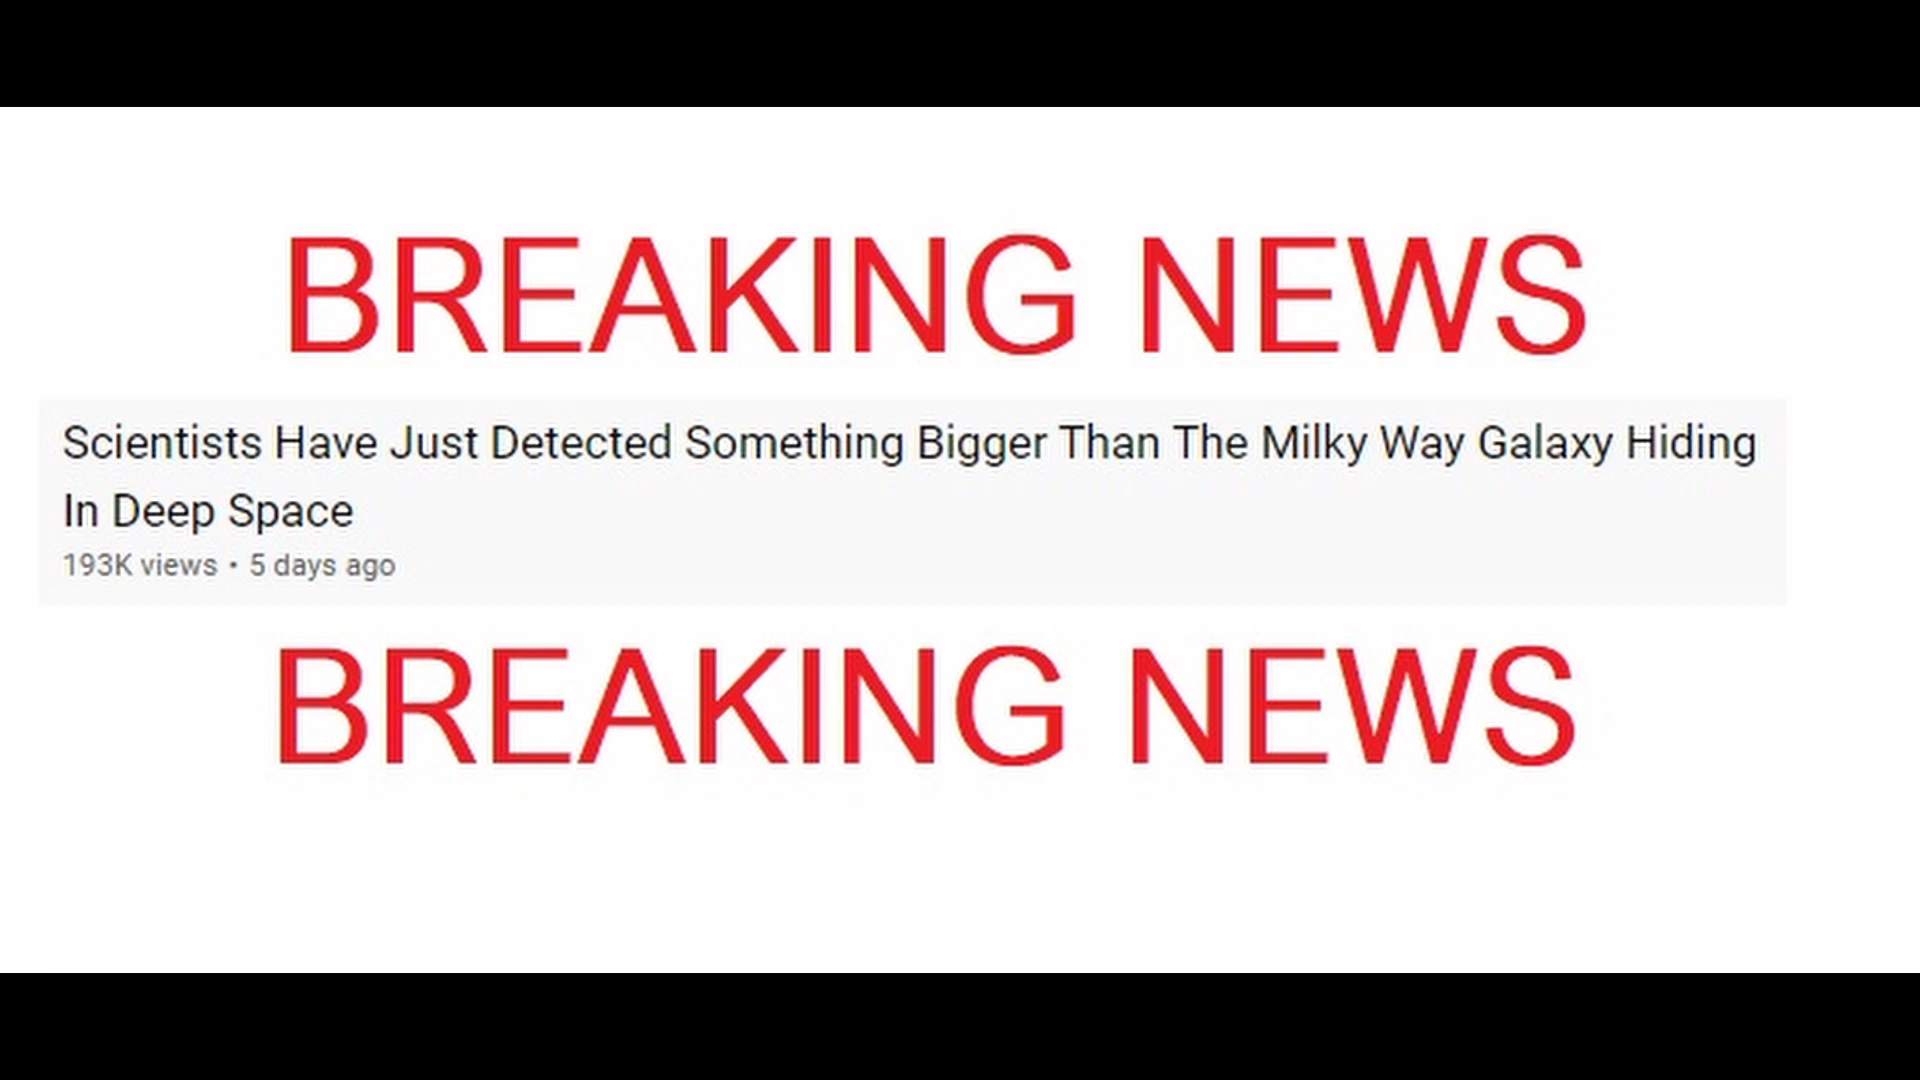 BREAKING NEWS
Scientists Have Just Detected Something Bigger Than The Milky Way Galaxy Hiding
In Deep Space
193K views • 5 days ago
BREAKING NEWS